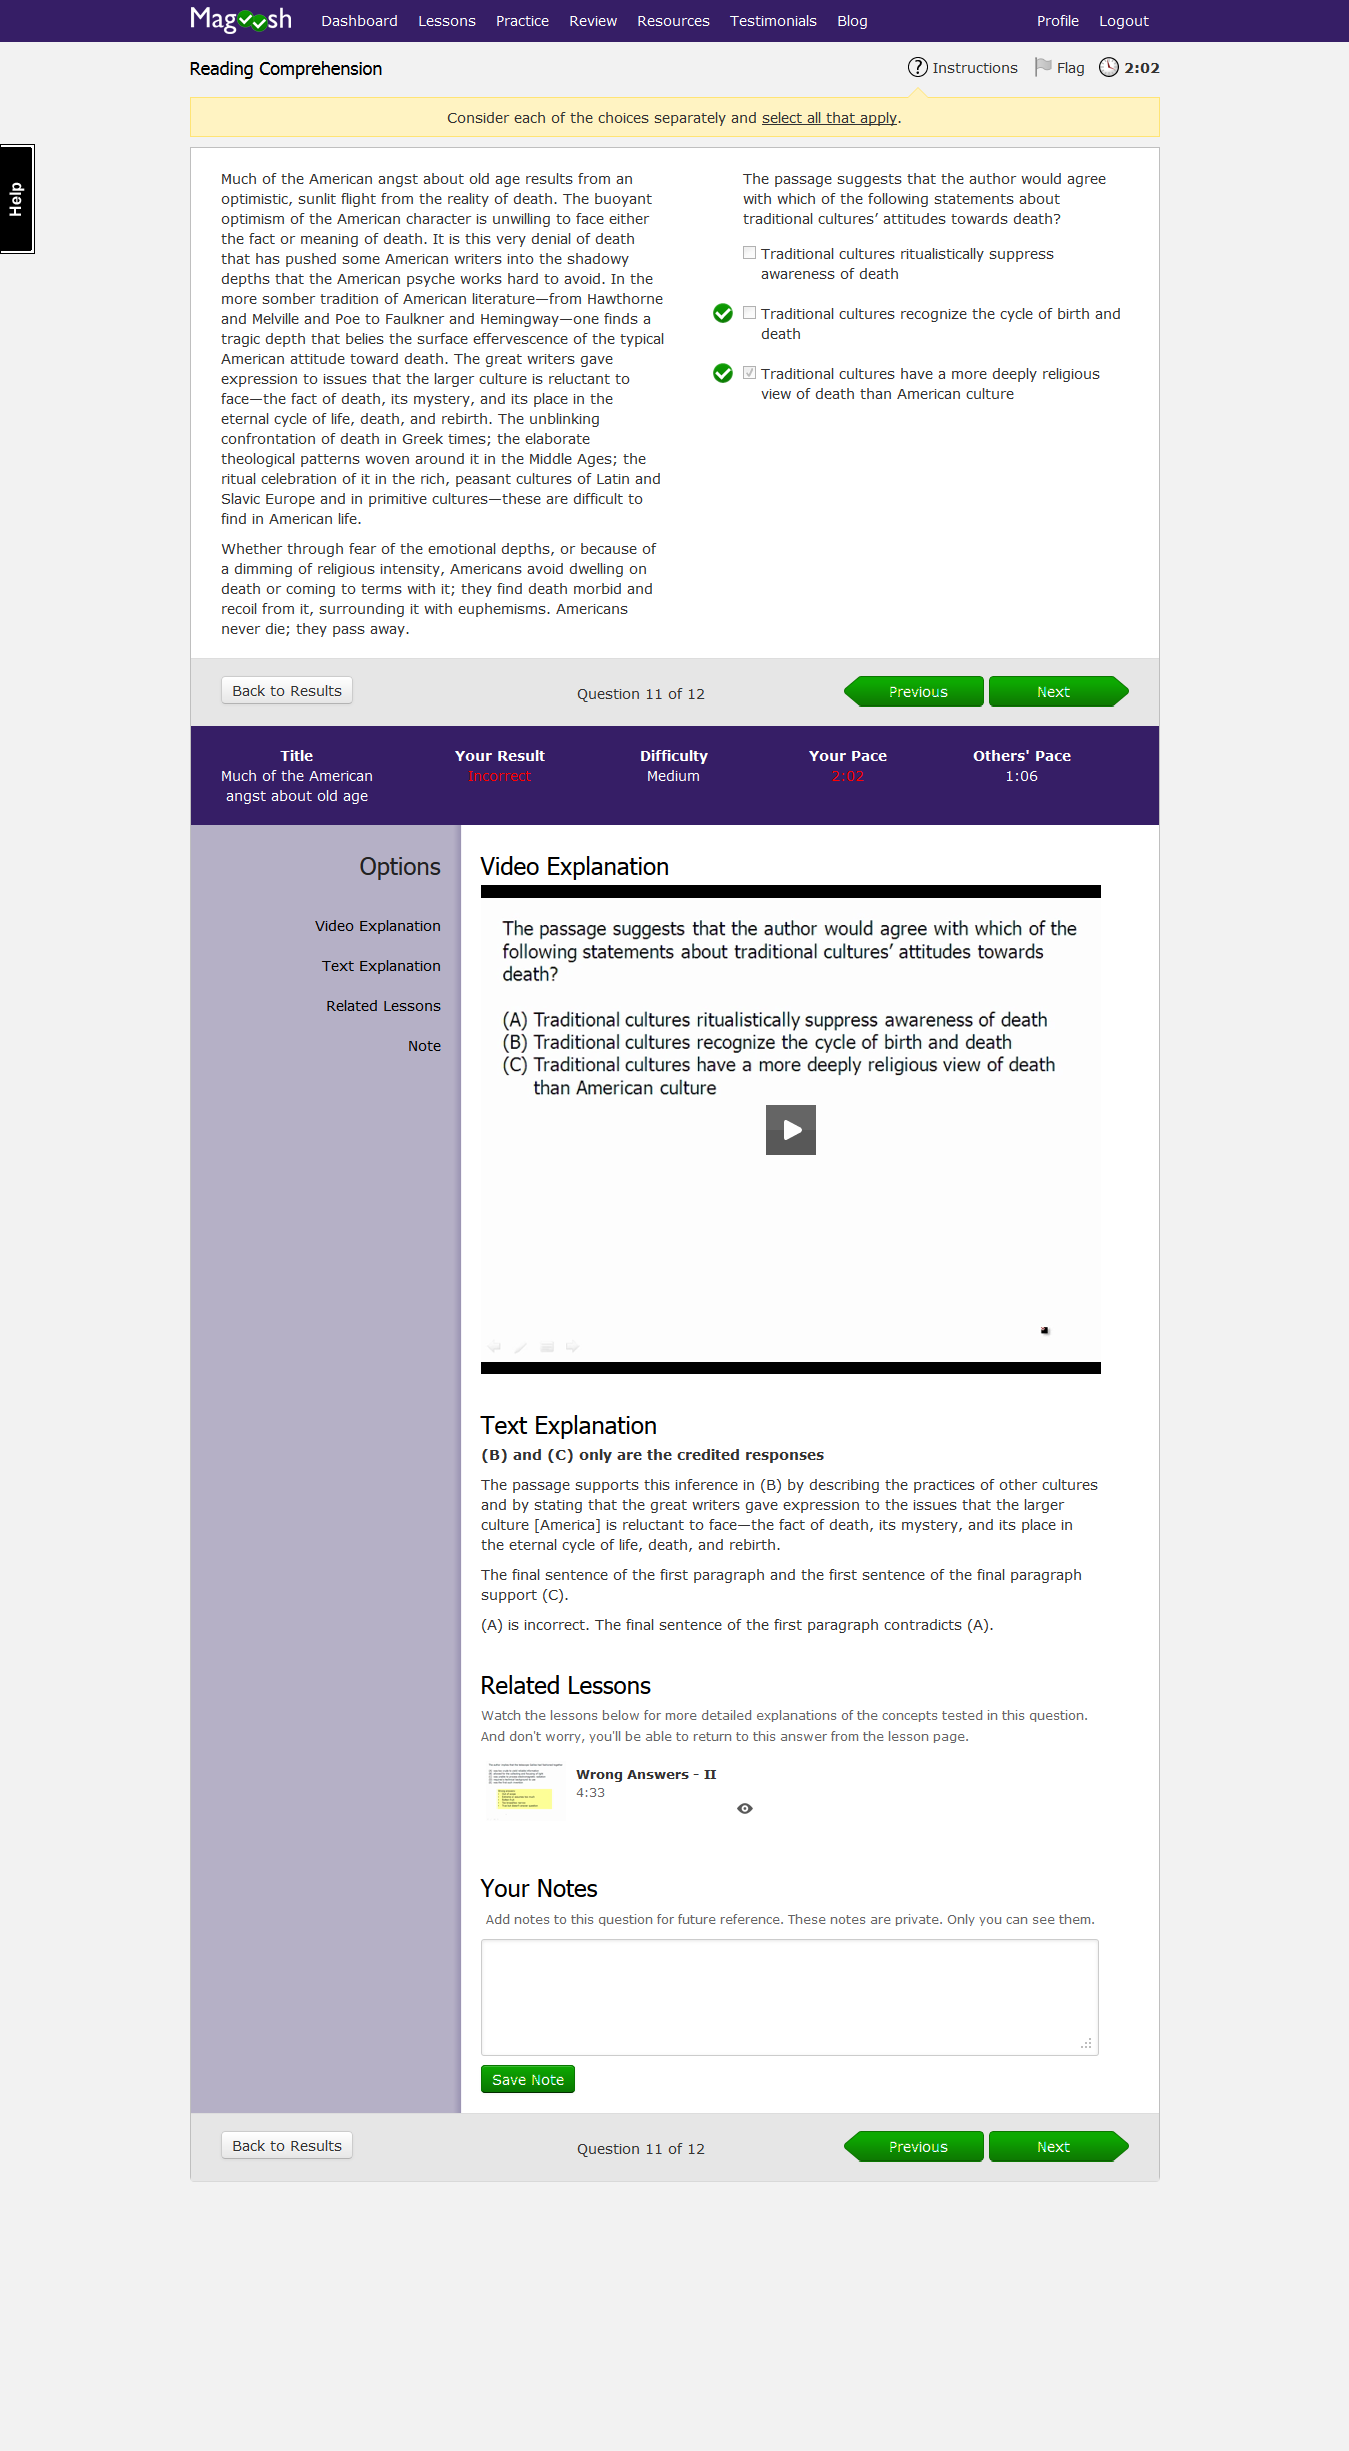 Magoosh Dashboard Lessons Practice Review Resources Testimonials Blog Profile Logout
Reading Comprehension
? Instructions Flag 2:02
Consider each of the choices separately and select all that apply.
Help
Much of the American angst about old age results from an
optimistic, sunlit flight from the reality of death. The buoyant
optimism of the American character is unwilling to face either
the fact or meaning of death. It is this very denial of death
that has pushed some American writers into the shadowy
depths that the American psyche works hard to avoid. In the
more somber tradition of American literature—from Hawthorne
and Melville and Poe to Faulkner and Hemingway—one finds a
tragic depth that belies the surface effervescence of the typical
American attitude toward death. The great writers gave
expression to issues that the larger culture is reluctant to
face—the fact of death, its mystery, and its place in the
eternal cycle of life, death, and rebirth. The unblinking
confrontation of death in Greek times; the elaborate
theological patterns woven around it in the Middle Ages; the
ritual celebration of it in the rich, peasant cultures of Latin and
Slavic Europe and in primitive cultures—these are difficult to
find in American life.
Whether through fear of the emotional depths, or because of
a dimming of religious intensity, Americans avoid dwelling on
death or coming to terms with it; they find death morbid and
recoil from it, surrounding it with euphemisms. Americans
never die; they pass away.
The passage suggests that the author would agree
with which of the following statements about
traditional cultures’ attitudes towards death?
Traditional cultures ritualistically suppress
awareness of death
Traditional cultures recognize the cycle of birth and
death
Traditional cultures have a more deeply religious
view of death than American culture
Back to Results Question 11 of 12 Previous Next
Title Your Result Difficulty Your Pace Others' Pace
Much of the American Incorrect Medium 2:02 1:06
angst about old age
Options
Video Explanation
Text Explanation
Related Lessons
Note
Video Explanation
The passage suggests that the author would agree with which of the
following statements about traditional cultures’ attitudes towards
death?
(A) Traditional cultures ritualistically suppress awareness of death
(B) Traditional cultures recognize the cycle of birth and death
(C) Traditional cultures have a more deeply religious view of death
than American culture
Text Explanation
(B) and (C) only are the credited responses
The passage supports this inference in (B) by describing the practices of other cultures
and by stating that the great writers gave expression to the issues that the larger
culture [America] is reluctant to face—the fact of death, its mystery, and its place in
the eternal cycle of life, death, and rebirth.
The final sentence of the first paragraph and the first sentence of the final paragraph
support (C).
(A) is incorrect. The final sentence of the first paragraph contradicts (A).
Related Lessons
Watch the lessons below for more detailed explanations of the concepts tested in this question.
And don't worry, you'll be able to return to this answer from the lesson page.
Wrong Answers - II
4:33
Your Notes
Add notes to this question for future reference. These notes are private. Only you can see them.
Save Note
Back to Results Question 11 of 12 Previous Next